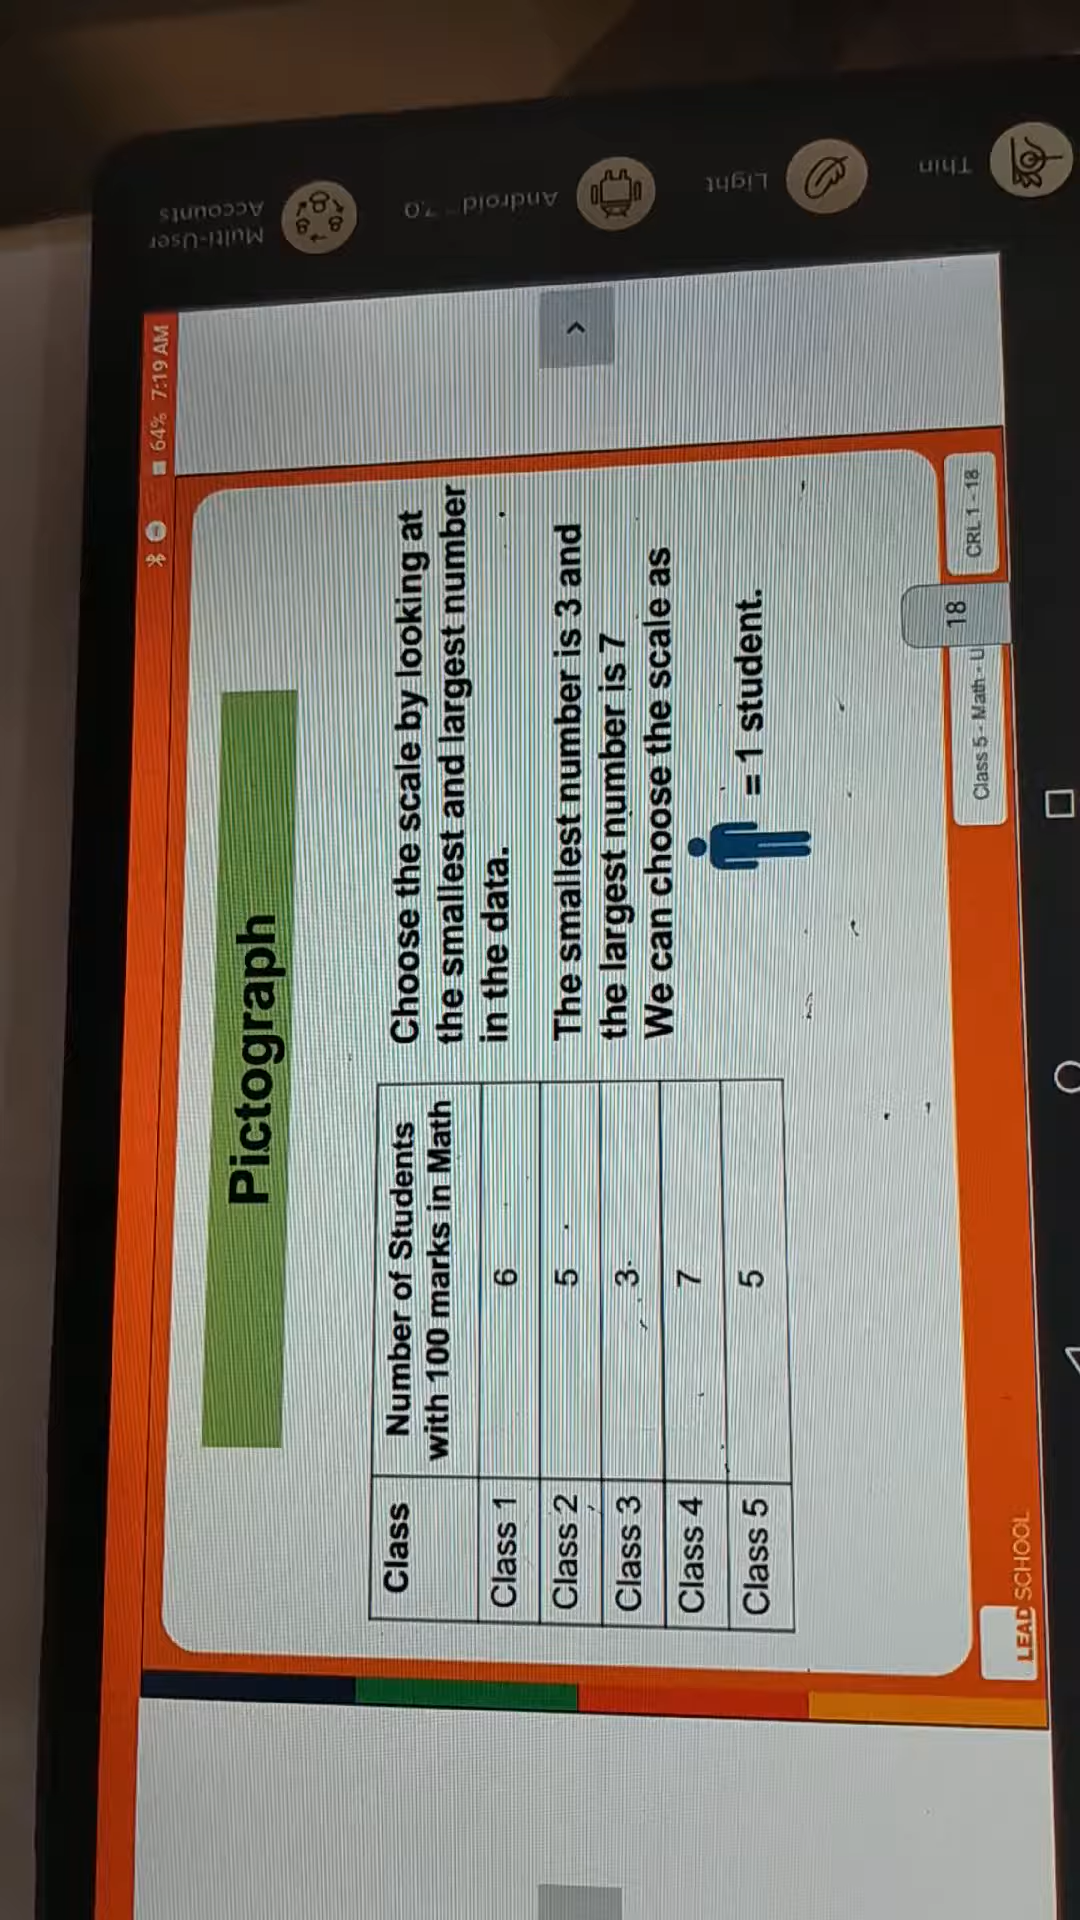 Multi-User
Accounts
Android™ 7.0
Light
Thin
64% 7:19 AM
Pictograph
Class
Number of Students
with 100 marks in Math
Class 1 6
Class 2 5
Class 3 3
Class 4 7
Class 5 5
Choose the scale by looking at
the smallest and largest number
in the data.
The smallest number is 3 and
the largest number is 7
We can choose the scale as
= 1 student.
LEAD SCHOOL
Class 5 - Math - U
18
CRL 1 - 18